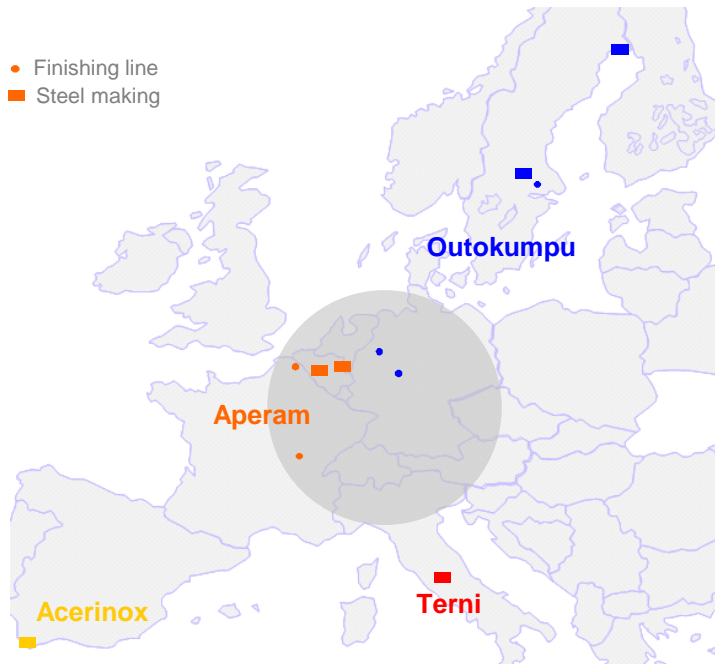 Finishing line
Steel making
Outokumpu
Aperam
Acerinox
Terni